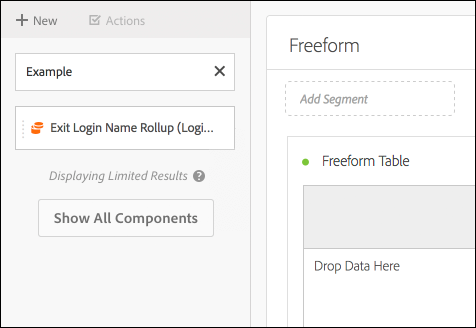 New
Actions
Example
Exit Login Name Rollup (Logi...
Displaying Limited Results
Show All Components
Freeform
Add Segment
Freeform Table
Drop Data Here